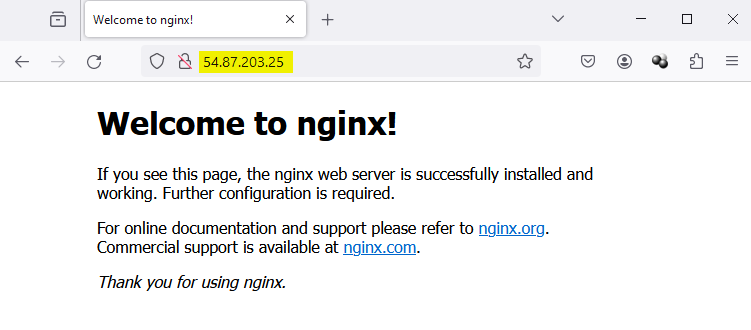 Welcome to nginx!
54.87.203.25
Welcome to nginx!
If you see this page, the nginx web server is successfully installed and
working. Further configuration is required.
For online documentation and support please refer to nginx.org.
Commercial support is available at nginx.com.
Thank you for using nginx.